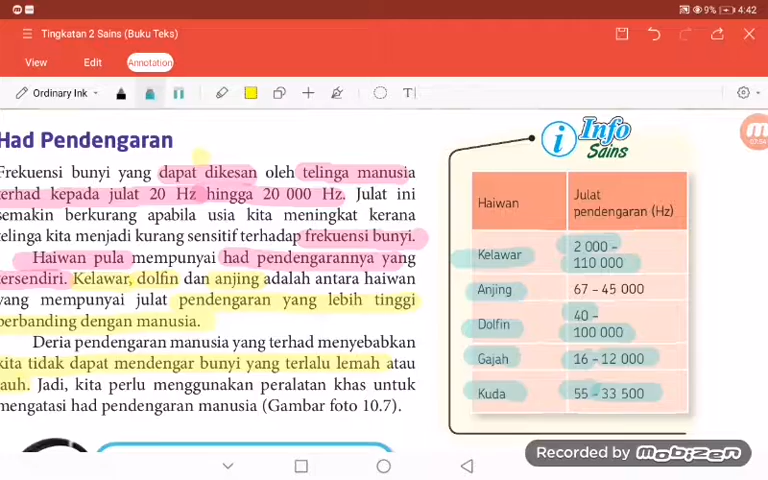 9% 4:42
Tingkatan 2 Sains (Buku Teks)
View Edit Annotation
Ordinary Ink T
Had Pendengaran
Frekuensi bunyi yang dapat dikesan oleh telinga manusia
terhad kepada julat 20 Hz hingga 20 000 Hz. Julat ini
semakin berkurang apabila usia kita meningkat kerana
telinga kita menjadi kurang sensitif terhadap frekuensi bunyi.
Haiwan pula mempunyai had pendengarannya yang
tersendiri. Kelawar, dolfin dan anjing adalah antara haiwan
yang mempunyai julat pendengaran yang lebih tinggi
berbanding dengan manusia.
Deria pendengaran manusia yang terhad menyebabkan
kita tidak dapat mendengar bunyi yang terlalu lemah atau
jauh. Jadi, kita perlu menggunakan peralatan khas untuk
mengatasi had pendengaran manusia (Gambar foto 10.7).
i Info
Sains
Haiwan Julat
pendengaran (Hz)
Kelawar 2 000 –
110 000
Anjing 67 – 45 000
Dolfin 40 –
100 000
Gajah 16 – 12 000
Kuda 55 – 33 500
Recorded by Mobizen